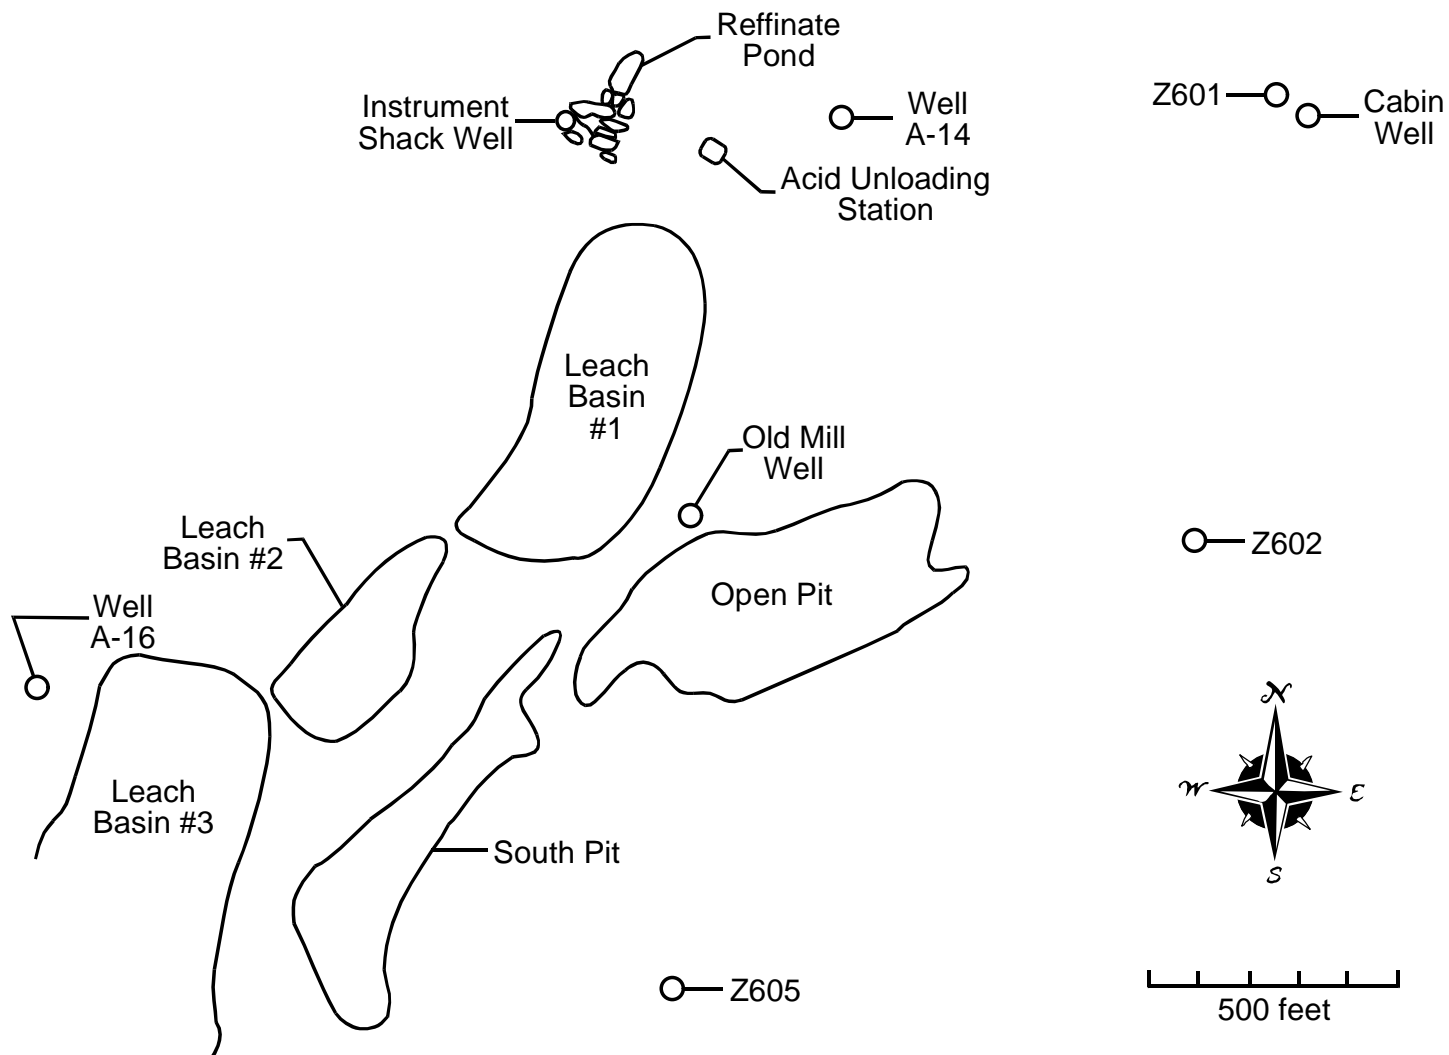 Reffinate
Pond
Instrument
Shack Well
Well
A-14
Z601
Cabin
Well
Acid Unloading
Station
Leach
Basin
#1
Old Mill
Well
Leach
Basin #2
Z602
Open Pit
Well
A-16
N
W
E
S
Leach
Basin #3
South Pit
Z605
500 feet